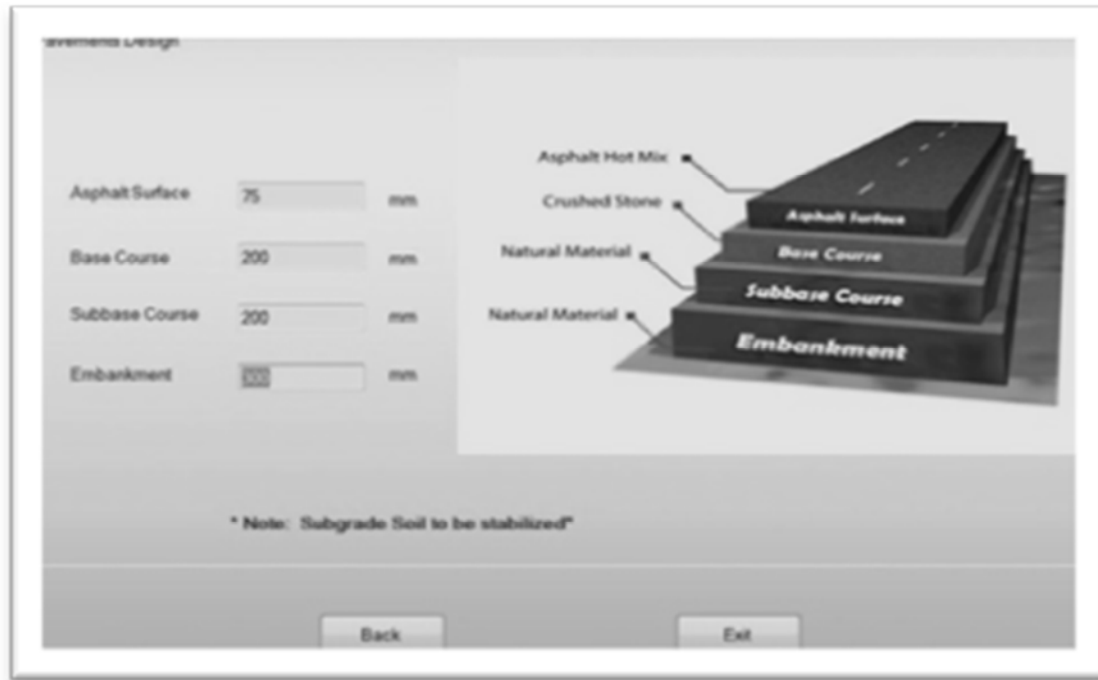 Pavements Design
Asphalt Surface 75 mm
Base Course 200 mm
Subbase Course 200 mm
Embankment mm
Asphalt Hot Mix
Crushed Stone
Natural Material
Natural Material
Asphalt Surface
Base Course
Subbase Course
Embankment
* Note: Subgrade Soil to be stabilized"
Back
Exit